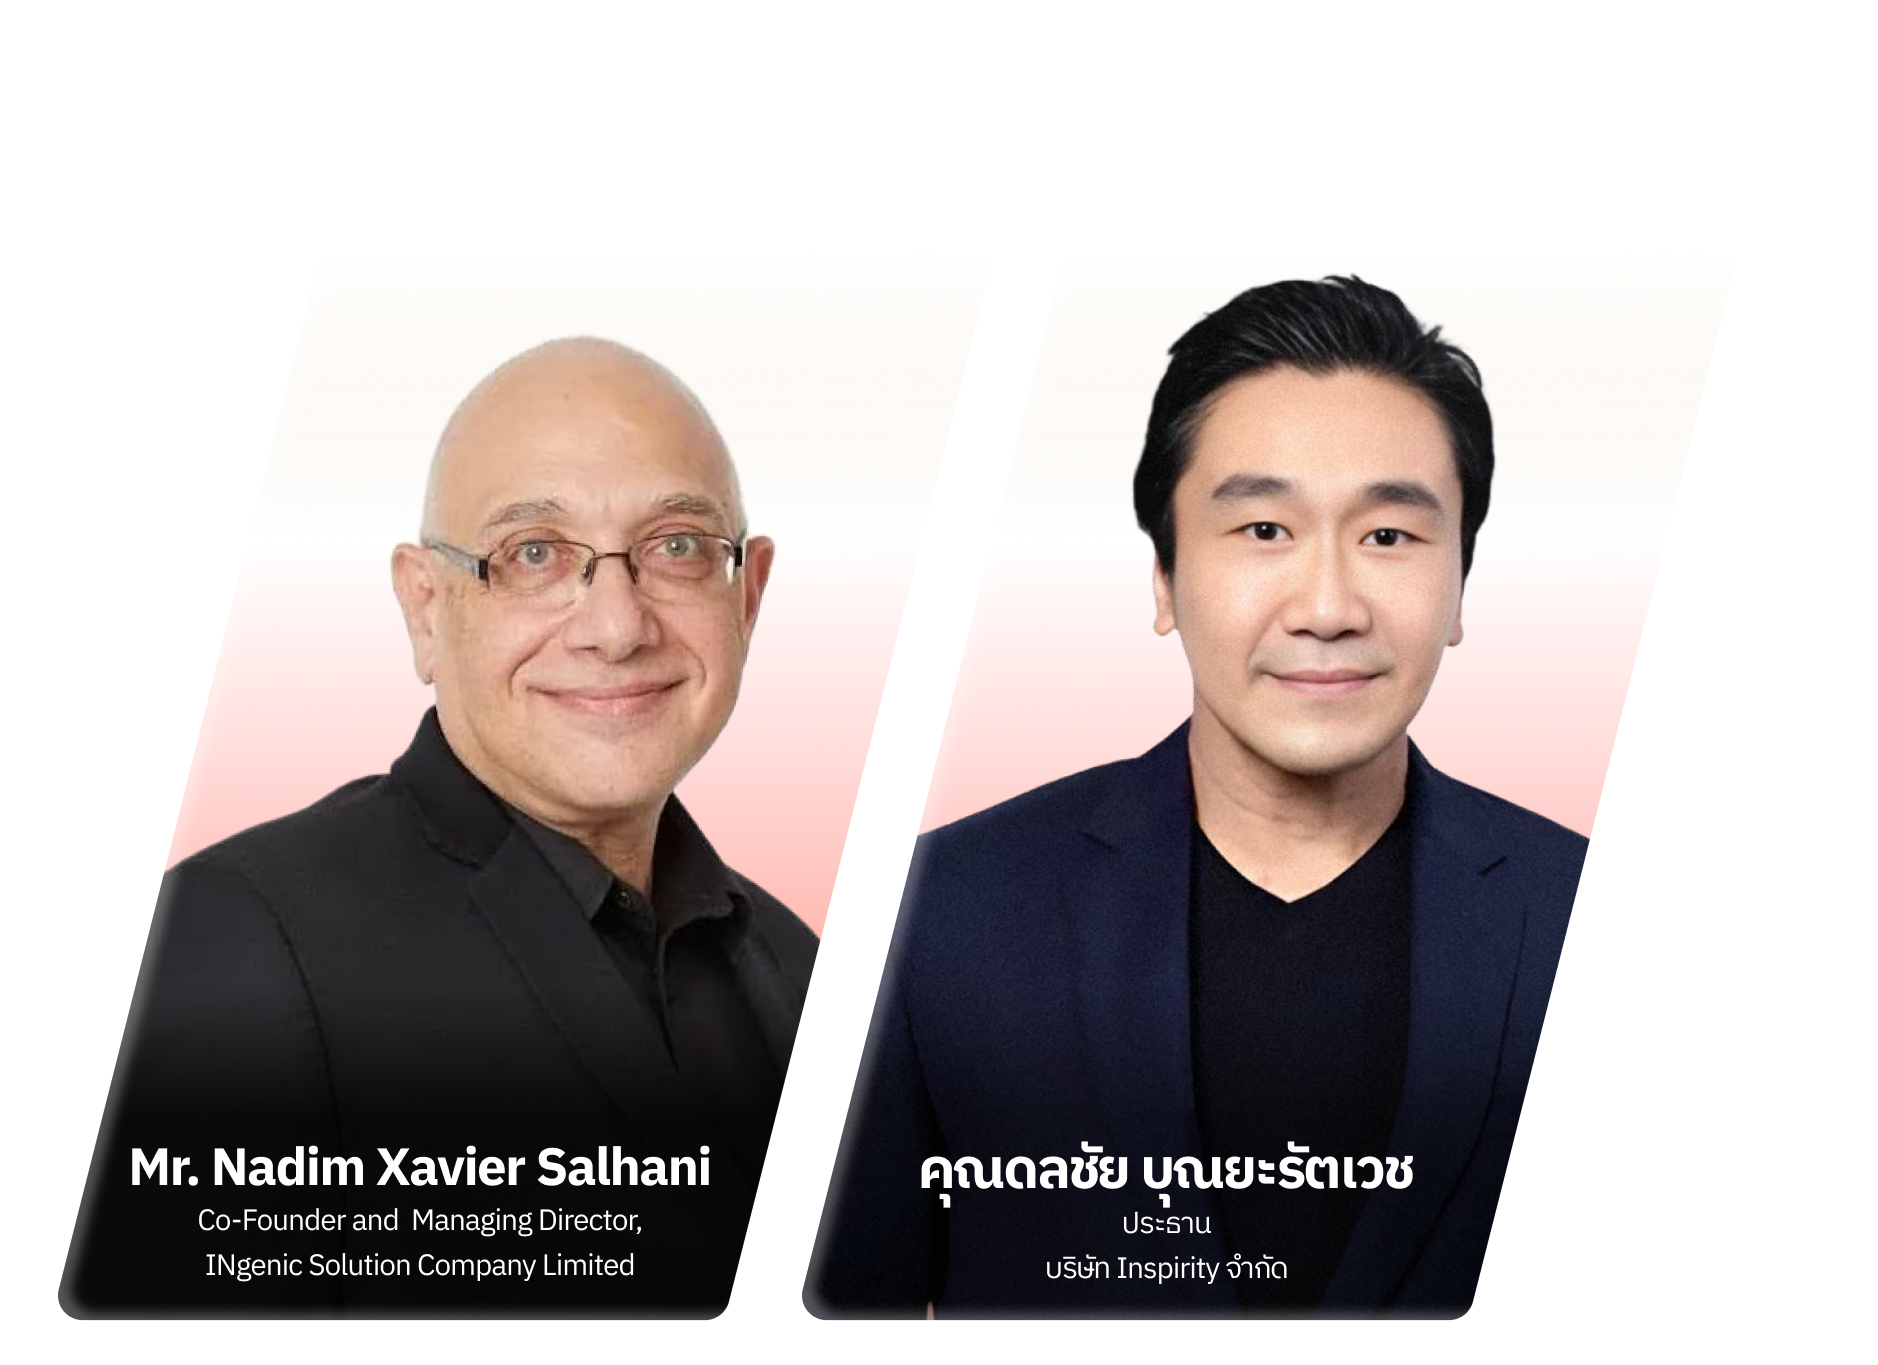 Mr. Nadim Xavier Salhani
Co-Founder and Managing Director,
INgenic Solution Company Limited
คุณดลชัย บุณยะรัตเวช
ประธาน
บริษัท Inspirity จำกัด